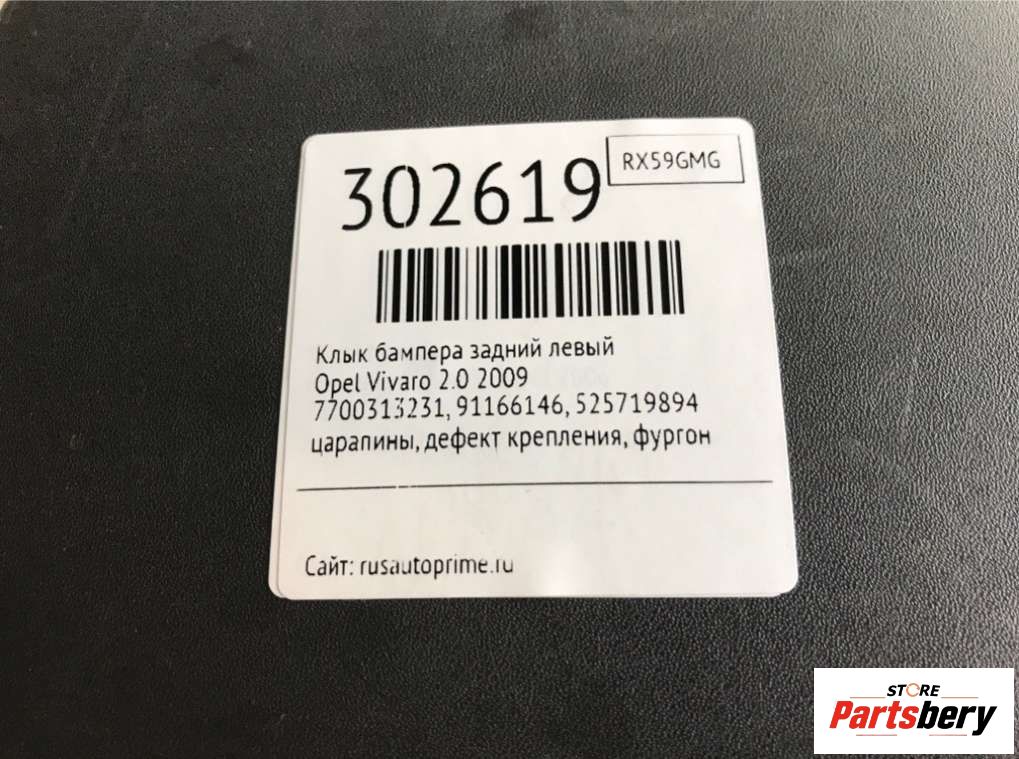 302619
RX59GMG
Клык бампера задний левый
Opel Vivaro 2.0 2009
7700313231, 91166146, 525719894
царапины, дефект крепления, фургон
Сайт: rusautoprime.ru
STORE
Partsbery